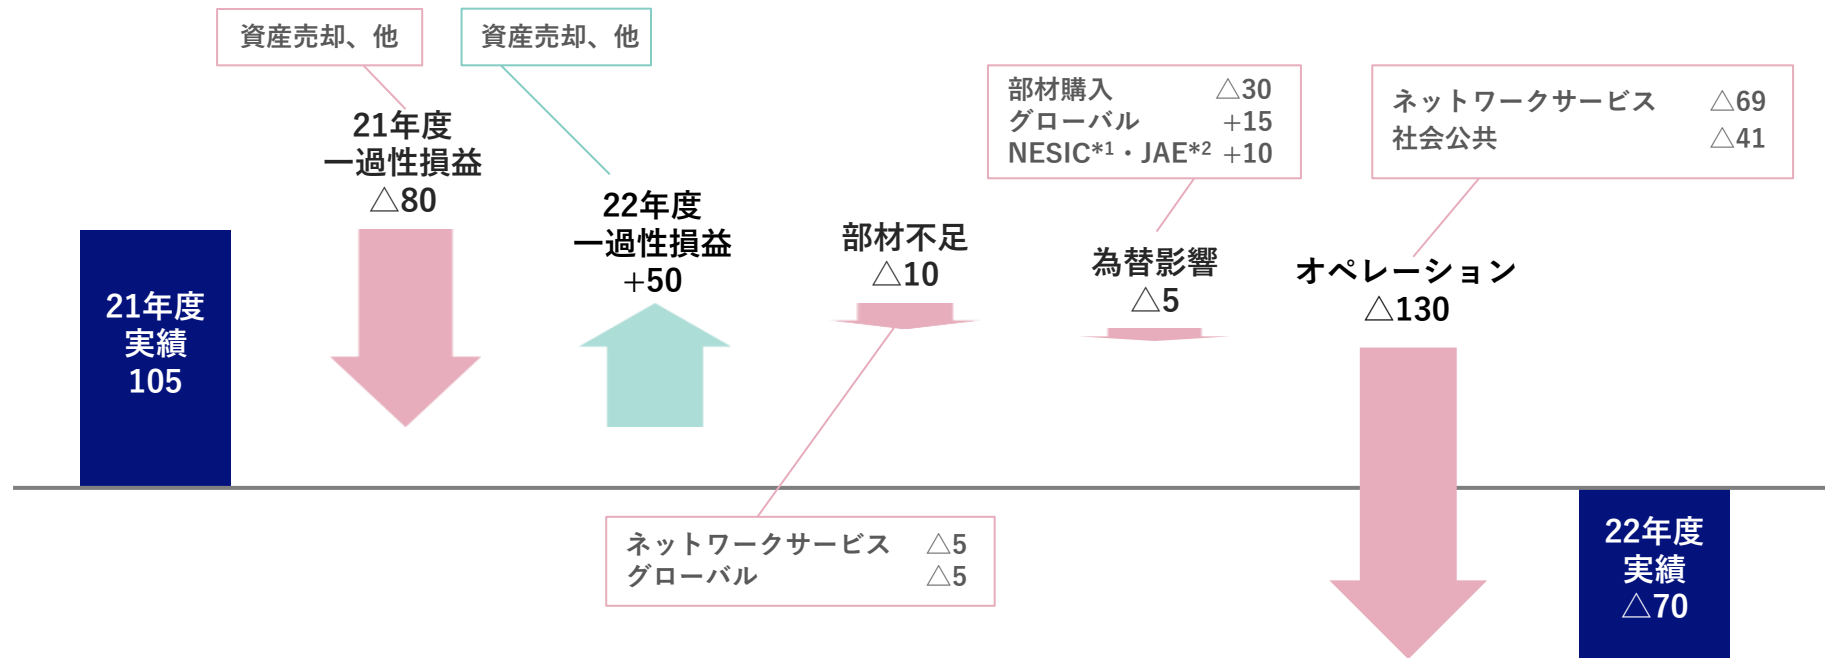 資産売却、他
資産売却、他
21年度
一過性損益
△80
22年度
一過性損益
+50
部材不足
△10
部材購入 △30
グローバル +15
NESIC*1・JAE*2 +10
為替影響
△5
ネットワークサービス △69
社会公共 △41
オペレーション
△130
21年度
実績
105
ネットワークサービス △5
グローバル △5
22年度
実績
△70